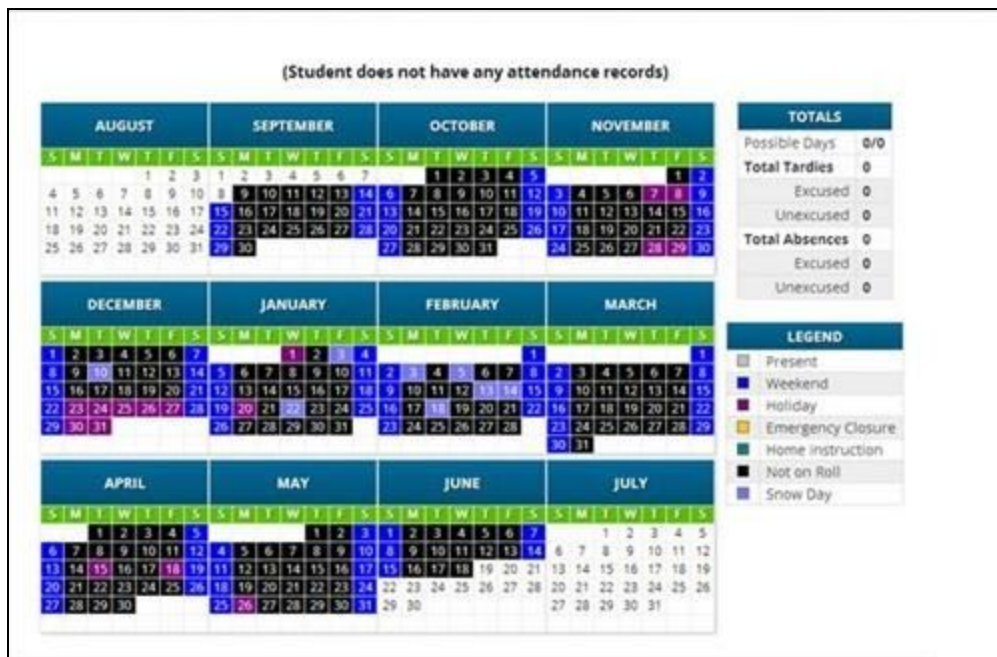 (Student does not have any attendance records)
AUGUST
S M T W T F S
1 2 3
4 5 6 7 8 9 10
11 12 13 14 15 16 17
18 19 20 21 22 23 24
25 26 27 28 29 30 31
SEPTEMBER
S M T W T F S
1 2 3 4 5 6 7
8 9 10 11 12 13 14
15 16 17 18 19 20 21
22 23 24 25 26 27 28
29 30
OCTOBER
S M T W T F S
1 2 3 4 5
6 7 8 9 10 11 12
13 14 15 16 17 18 19
20 21 22 23 24 25 26
27 28 29 30 31
NOVEMBER
S M T W T F S
1 2
3 4 5 6 7 8 9
10 11 12 13 14 15 16
17 18 19 20 21 22 23
24 25 26 27 28 29 30
DECEMBER
S M T W T F S
1 2 3 4 5 6 7
8 9 10 11 12 13 14
15 16 17 18 19 20 21
22 23 24 25 26 27 28
29 30 31
JANUARY
S M T W T F S
1 2 3 4
5 6 7 8 9 10 11
12 13 14 15 16 17 18
19 20 21 22 23 24 25
26 27 28 29 30 31
FEBRUARY
S M T W T F S
1
2 3 4 5 6 7 8
9 10 11 12 13 14 15
16 17 18 19 20 21 22
23 24 25 26 27 28
MARCH
S M T W T F S
1
2 3 4 5 6 7 8
9 10 11 12 13 14 15
16 17 18 19 20 21 22
23 24 25 26 27 28 29
30 31
APRIL
S M T W T F S
1 2 3 4 5
6 7 8 9 10 11 12
13 14 15 16 17 18 19
20 21 22 23 24 25 26
27 28 29 30
MAY
S M T W T F S
1 2 3
4 5 6 7 8 9 10
11 12 13 14 15 16 17
18 19 20 21 22 23 24
25 26 27 28 29 30 31
JUNE
S M T W T F S
1 2 3 4 5 6 7
8 9 10 11 12 13 14
15 16 17 18 19 20 21
22 23 24 25 26 27 28
29 30
JULY
S M T W T F S
1 2 3 4 5
6 7 8 9 10 11 12
13 14 15 16 17 18 19
20 21 22 23 24 25 26
27 28 29 30 31
TOTALS
Possible Days 0/0
Total Tardies 0
Excused 0
Unexcused 0
Total Absences 0
Excused 0
Unexcused 0
LEGEND
Present
Weekend
Holiday
Emergency Closure
Home Instruction
Not on Roll
Snow Day